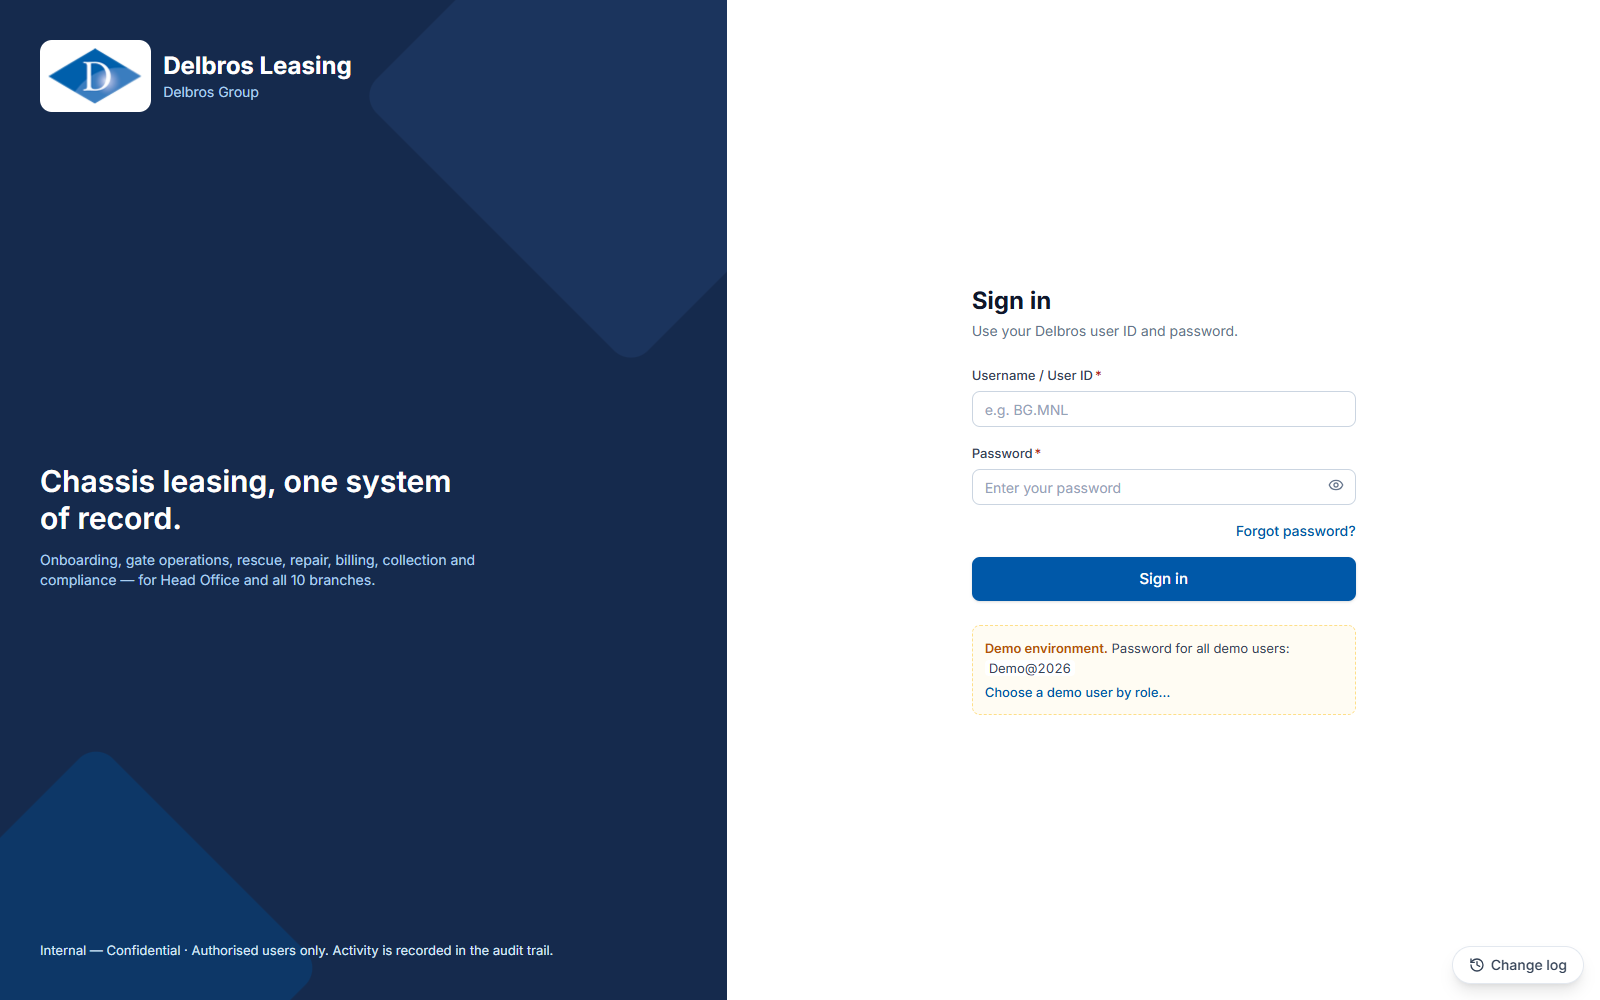 D
Delbros Leasing
Delbros Group
Chassis leasing, one system
of record.
Onboarding, gate operations, rescue, repair, billing, collection and
compliance — for Head Office and all 10 branches.
Internal — Confidential · Authorised users only. Activity is recorded in the audit trail.
Sign in
Use your Delbros user ID and password.
Username / User ID *
e.g. BG.MNL
Password *
Enter your password
Forgot password?
Sign in
Demo environment. Password for all demo users:
Demo@2026
Choose a demo user by role...
Change log